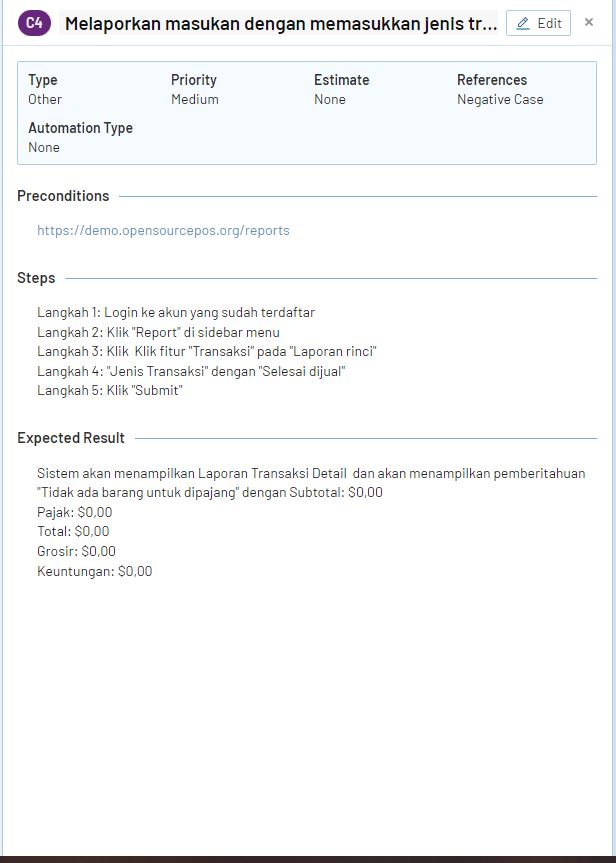 C4 Melaporkan masukan dengan memasukkan jenis tr... Edit ×
Type Priority Estimate References
Other Medium None Negative Case
Automation Type
None
Preconditions
https://demo.opensourcepos.org/reports
Steps
Langkah 1: Login ke akun yang sudah terdaftar
Langkah 2: Klik "Report" di sidebar menu
Langkah 3: Klik  Klik fitur "Transaksi" pada "Laporan rinci"
Langkah 4: "Jenis Transaksi" dengan "Selesai dijual"
Langkah 5: Klik "Submit"
Expected Result
Sistem akan menampilkan Laporan Transaksi Detail  dan akan menampilkan pemberitahuan
"Tidak ada barang untuk dipajang" dengan Subtotal: $0,00
Pajak: $0,00
Total: $0,00
Grosir: $0,00
Keuntungan: $0,00